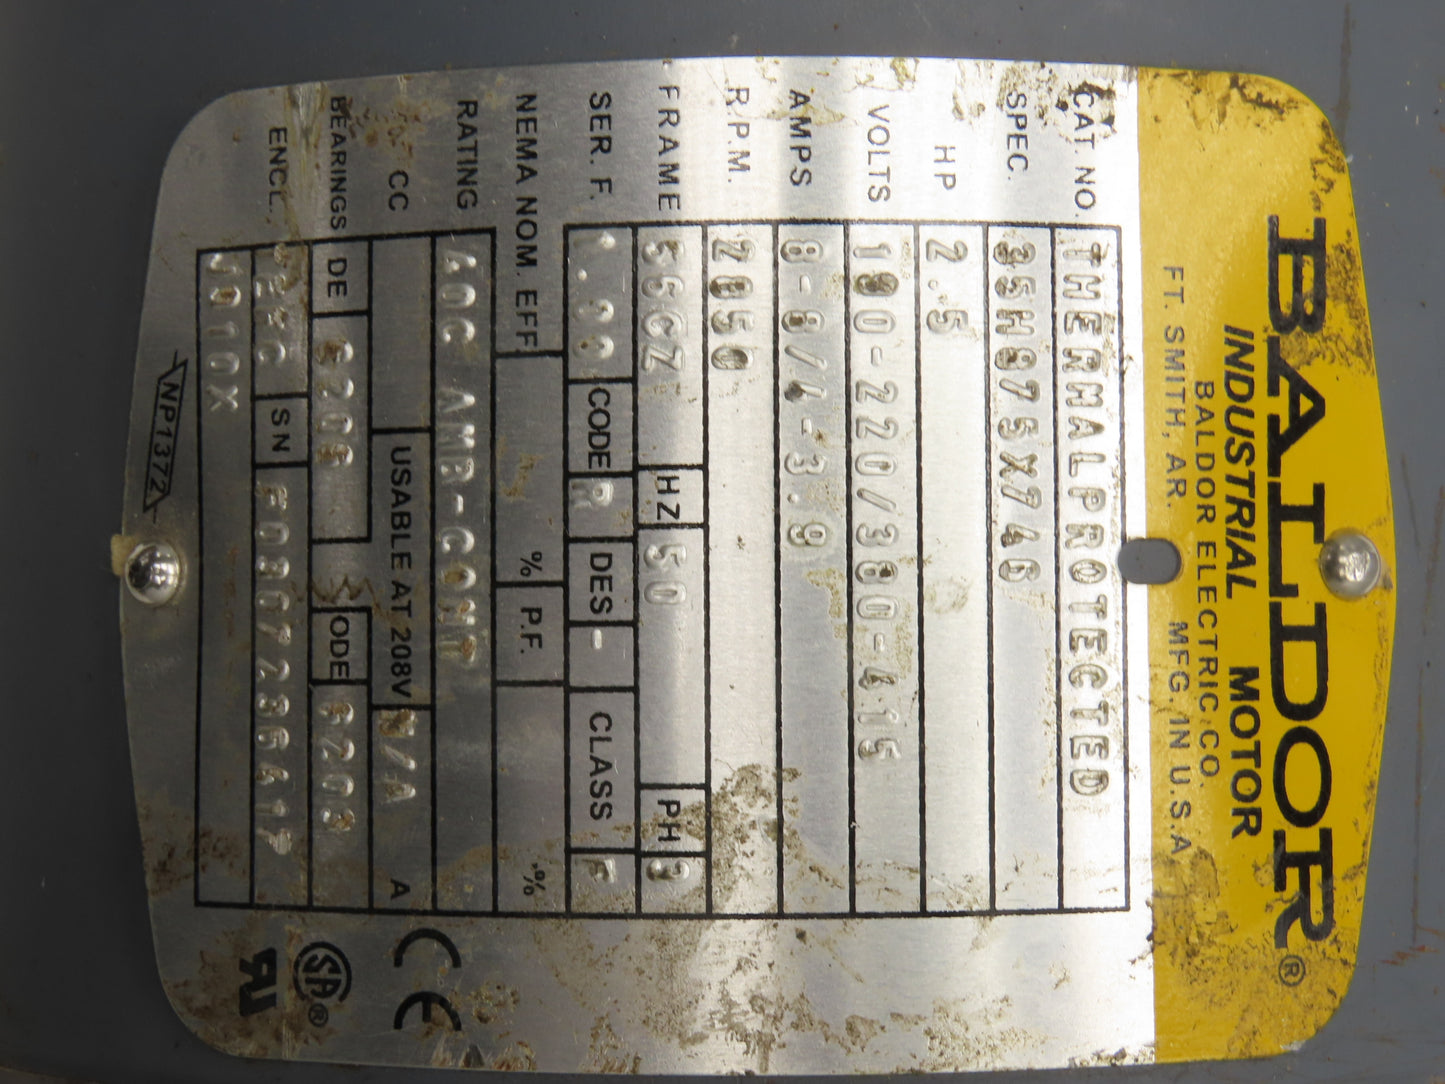 BALDOR®
INDUSTRIAL MOTOR
BALDOR ELECTRIC CO.
FT. SMITH, AR. MFG. IN U.S.A
CAT. NO. THERMALPROTECTED
SPEC. 35H875X746
HP 2.5
VOLTS 190-220/380-415
AMPS 8-8/4-3.9
R.P.M. 2850
FRAME 56CZ HZ 50 PH 3
SER. F. 1.00 CODE R DES - CLASS F
NEMA NOM. EFF % P.F. %
RATING 40C AMB-CONT
CC USABLE AT 208V N/A A
BEARINGS DE 6206 ODE 6203
ENCL. SN
NP1372
CE
SA®